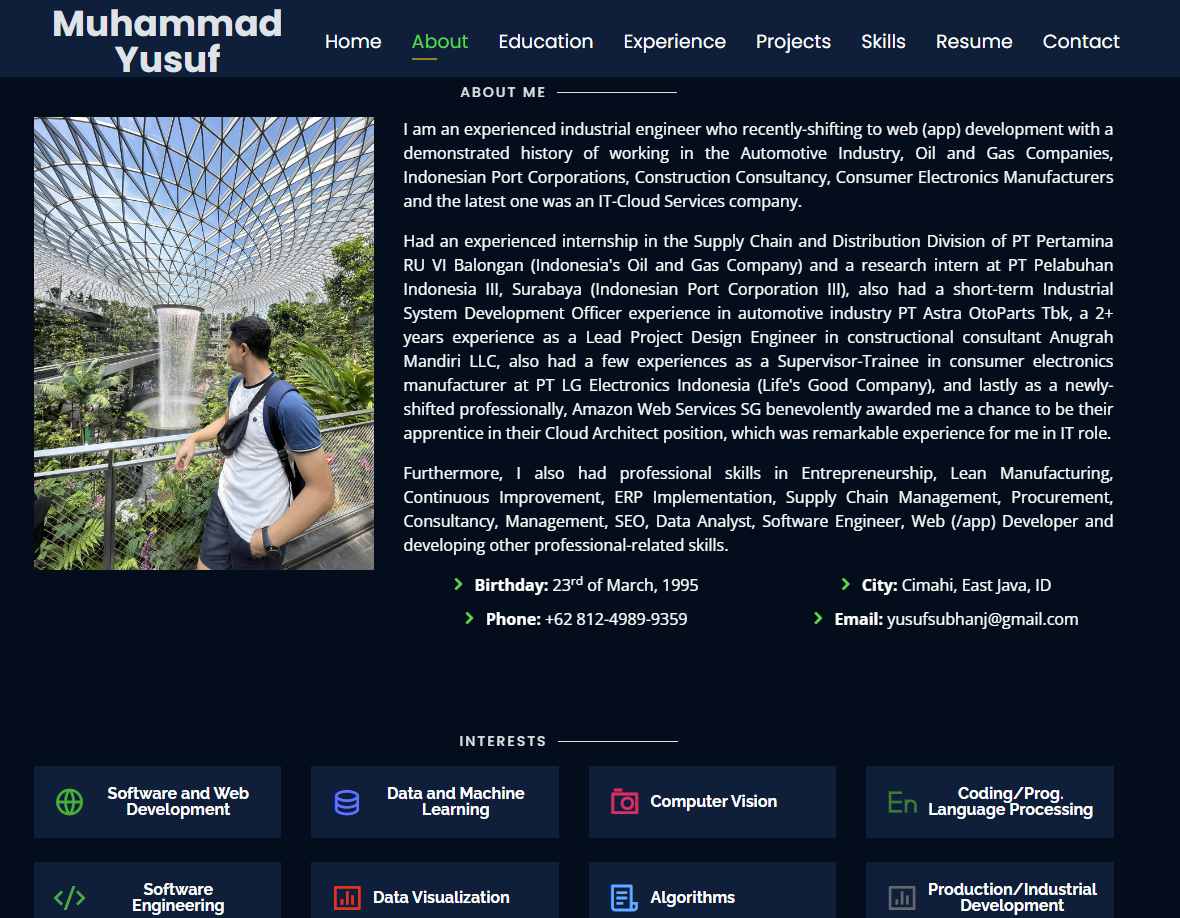 Muhammad
Yusuf
Home About Education Experience Projects Skills Resume Contact
ABOUT ME
I am an experienced industrial engineer who recently-shifting to web (app) development with a
demonstrated history of working in the Automotive Industry, Oil and Gas Companies,
Indonesian Port Corporations, Construction Consultancy, Consumer Electronics Manufacturers
and the latest one was an IT-Cloud Services company.
Had an experienced internship in the Supply Chain and Distribution Division of PT Pertamina
RU VI Balongan (Indonesia's Oil and Gas Company) and a research intern at PT Pelabuhan
Indonesia III, Surabaya (Indonesian Port Corporation III), also had a short-term Industrial
System Development Officer experience in automotive industry PT Astra OtoParts Tbk, a 2+
years experience as a Lead Project Design Engineer in constructional consultant Anugrah
Mandiri LLC, also had a few experiences as a Supervisor-Trainee in consumer electronics
manufacturer at PT LG Electronics Indonesia (Life's Good Company), and lastly as a newly-
shifted professionally, Amazon Web Services SG benevolently awarded me a chance to be their
apprentice in their Cloud Architect position, which was remarkable experience for me in IT role.
Furthermore, I also had professional skills in Entrepreneurship, Lean Manufacturing,
Continuous Improvement, ERP Implementation, Supply Chain Management, Procurement,
Consultancy, Management, SEO, Data Analyst, Software Engineer, Web (/app) Developer and
developing other professional-related skills.
Birthday: 23rd of March, 1995
City: Cimahi, East Java, ID
Phone: +62 812-4989-9359
Email: yusufsubhanj@gmail.com
INTERESTS
Software and Web
Development
Data and Machine
Learning
Computer Vision
En
Coding/Prog.
Language Processing
</>
Software
Engineering
Data Visualization
Algorithms
Production/Industrial
Development